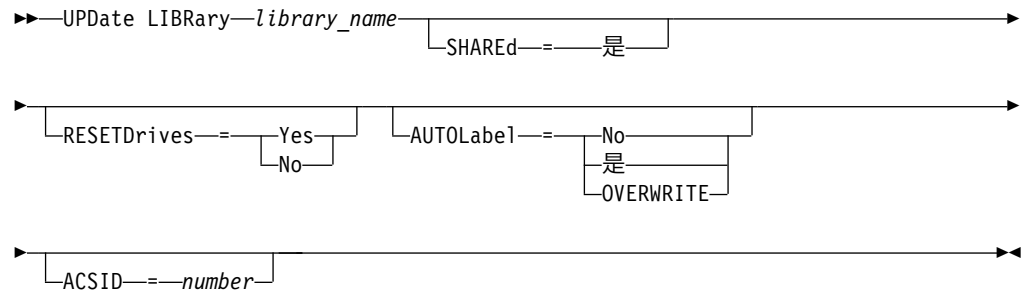 UPDate LIBRary library_name
SHAREd = 是
RESETDrives = Yes
No
AUTOLabel = No
是
OVERWRITE
ACSID = number